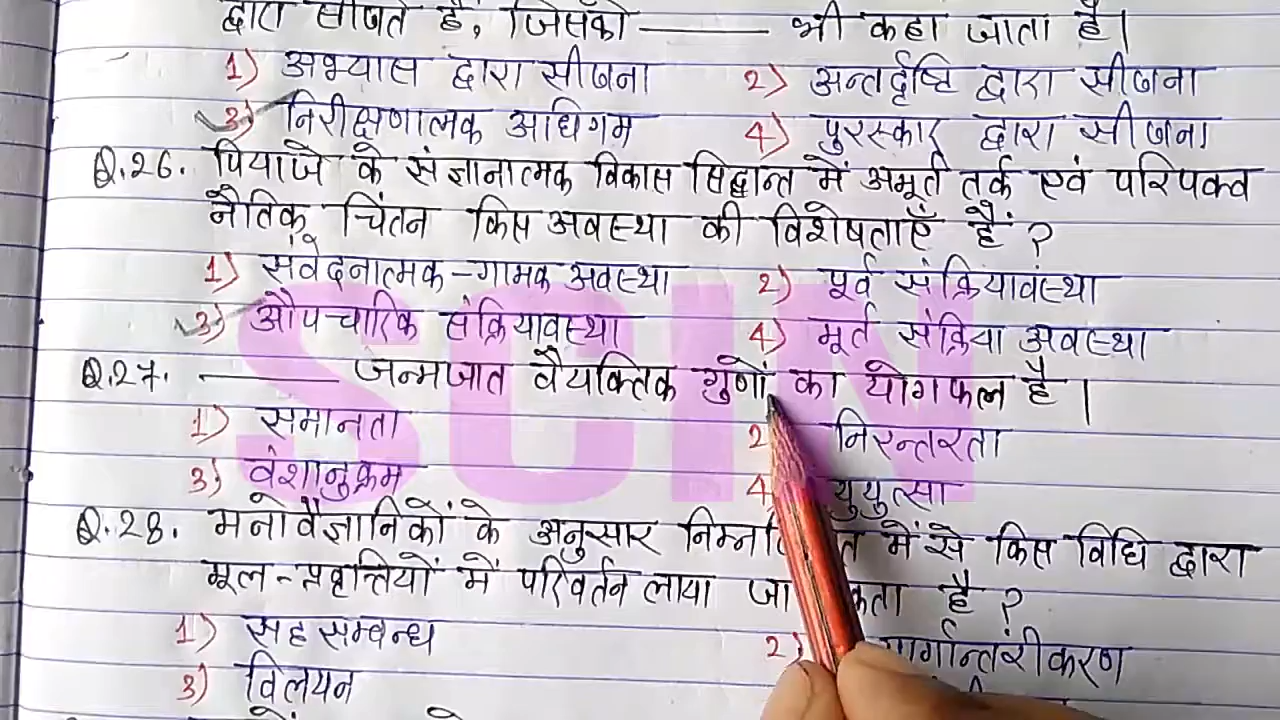 द्वारा सीखते हैं, जिसको ——— भी कहा जाता है।
1) अभ्यास द्वारा सीखना 2) अन्तर्दृष्टि द्वारा सीखना
3) निरीक्षणात्मक अधिगम 4) पुरस्कार द्वारा सीखना
Q.26. पियाजे के संज्ञानात्मक विकास सिद्धान्त में अमूर्त तर्क एवं परिपक्व
नैतिक चिंतन किस अवस्था की विशेषताएँ हैं ?
1) संवेदनात्मक-गामक अवस्था 2) पूर्व संक्रियावस्था
3) औपचारिक संक्रियावस्था 4) मूर्त संक्रिया अवस्था
Q.27. ——— जन्मजात वैयक्तिक गुणों का योगफल है।
1) समानता 2 निरन्तरता
3) वंशानुक्रम 4) युयुत्सा
Q.28. मनोवैज्ञानिकों के अनुसार में से किस विधि द्वारा
मूल-प्रवृत्तियों में परिवर्तन लाया जा है ?
1) सह सम्बन्ध 2) मार्गान्तरीकरण
3) विलयन
SCIN